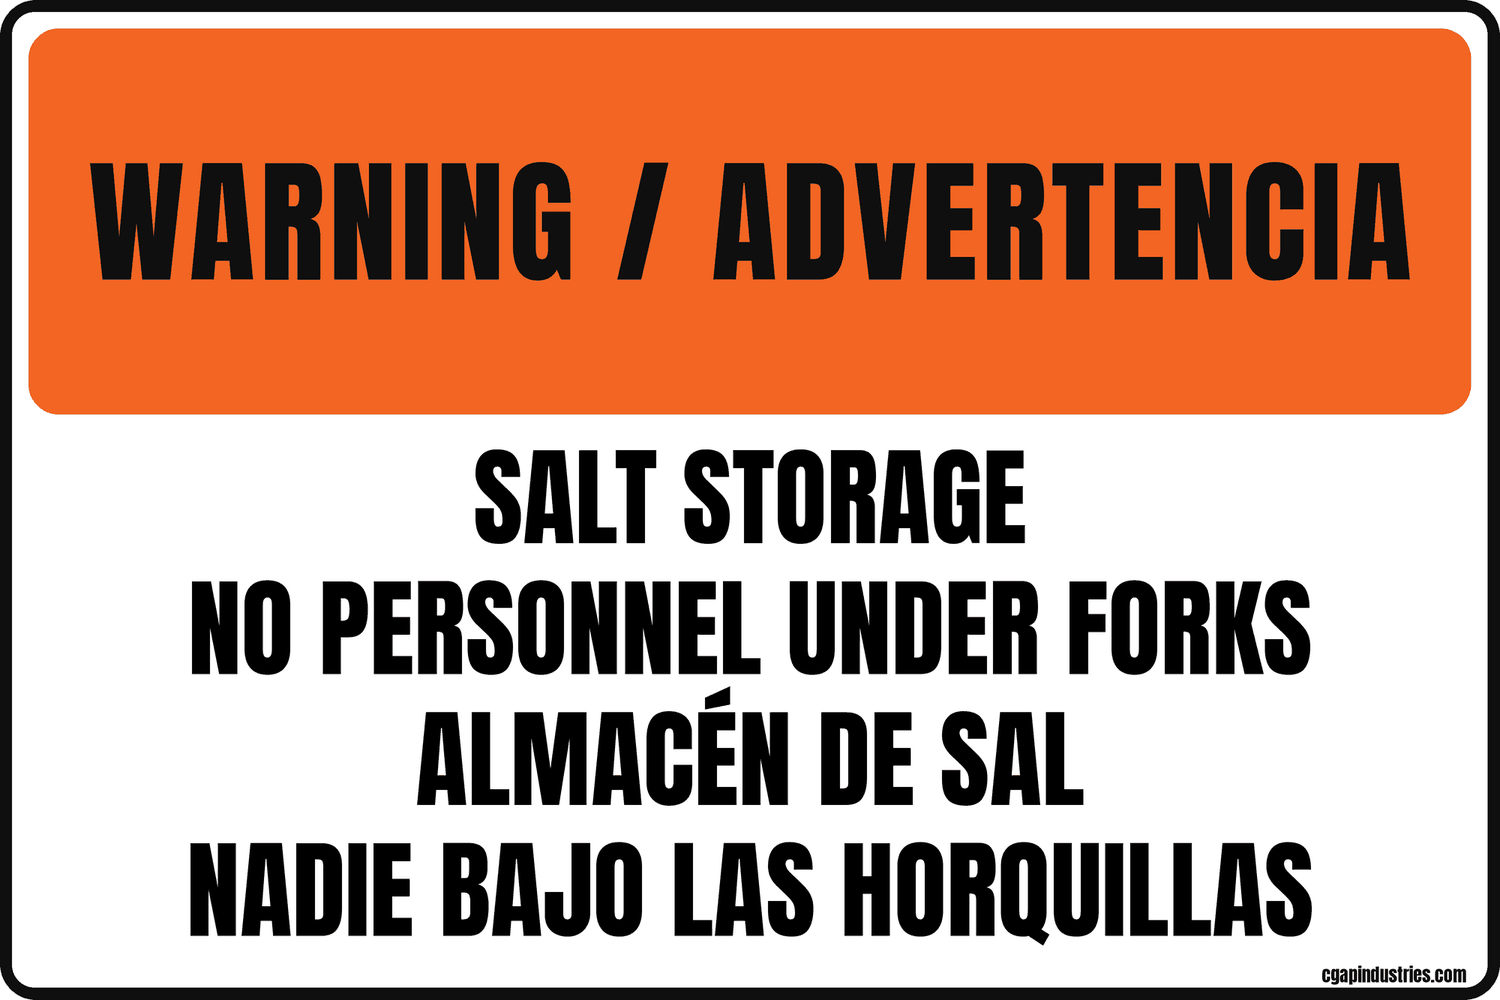 WARNING / ADVERTENCIA
SALT STORAGE
NO PERSONNEL UNDER FORKS
ALMACÉN DE SAL
NADIE BAJO LAS HORQUILLAS
cgapindustries.com